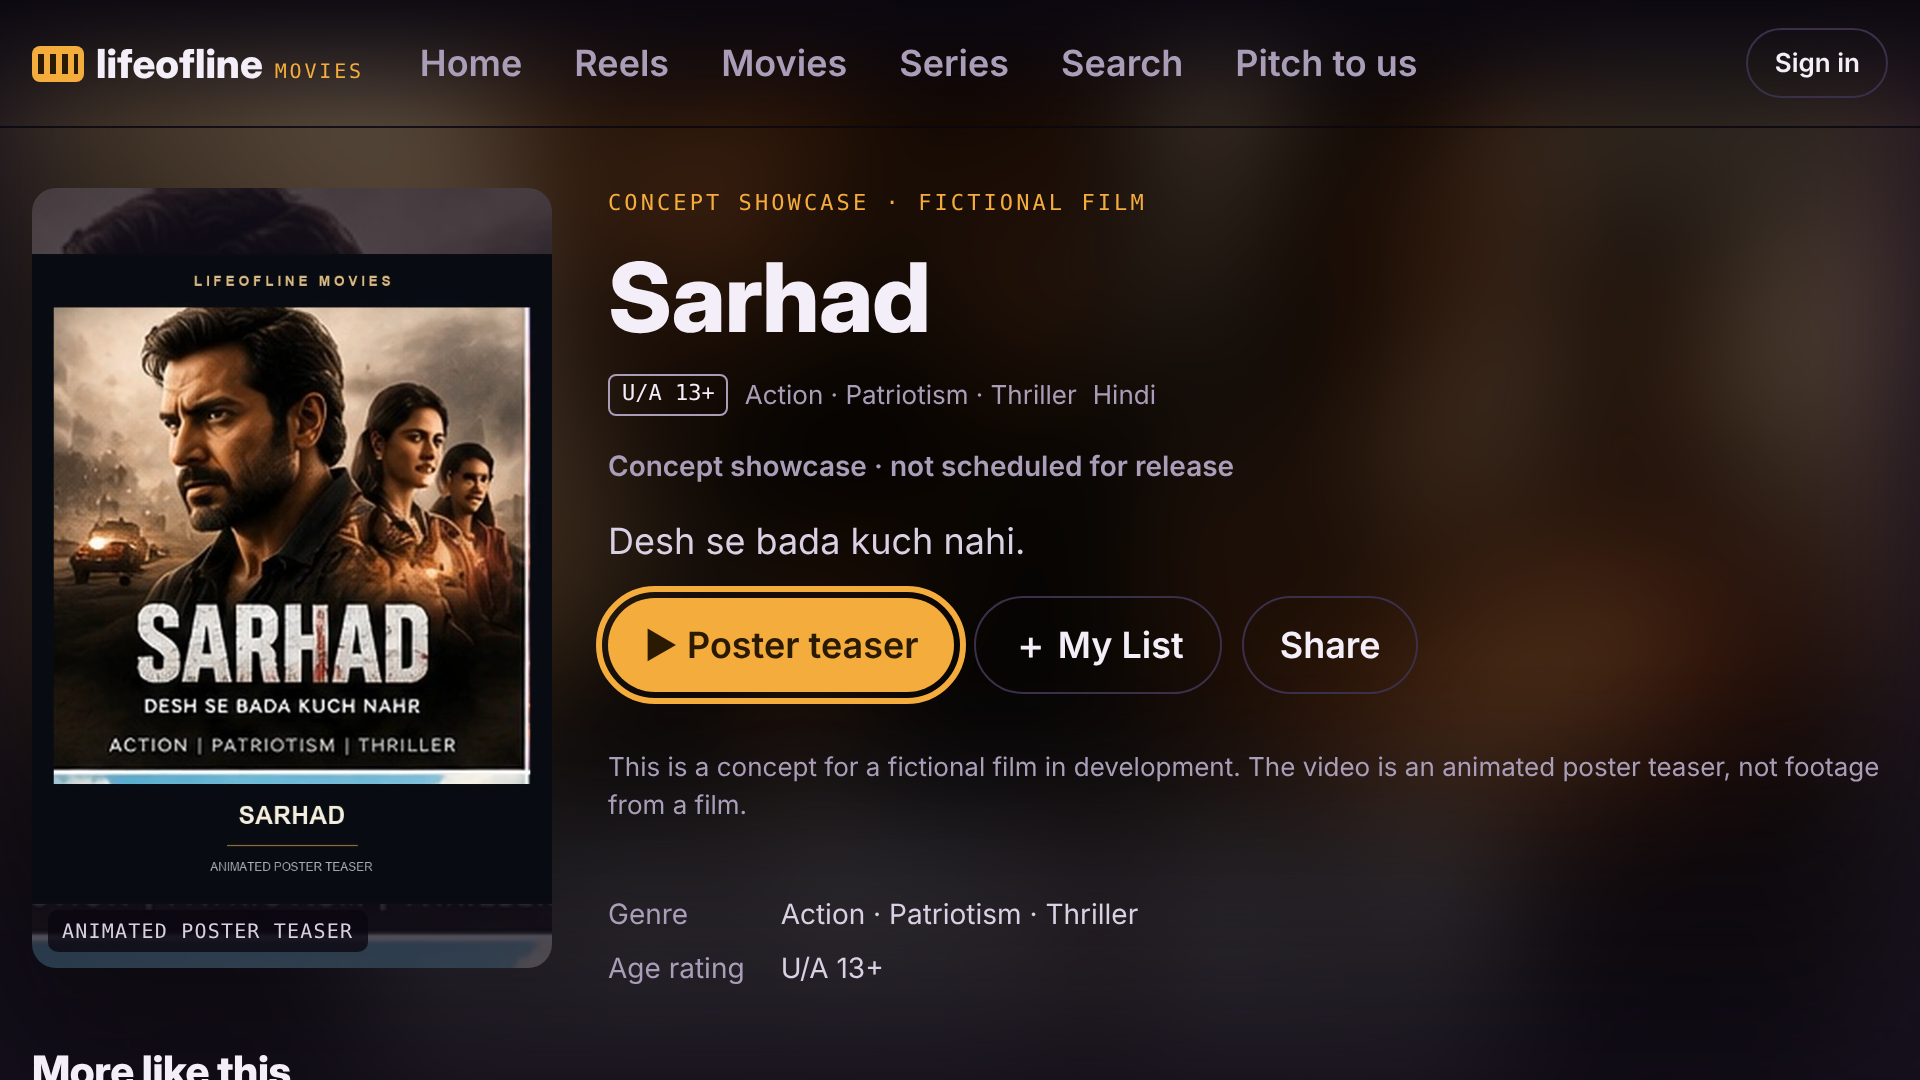 lifeofline MOVIES
Home
Reels
Movies
Series
Search
Pitch to us
Sign in
LIFEOFLINE MOVIES
SARHAD
DESH SE BADA KUCH NAHR
ACTION | PATRIOTISM | THRILLER
SARHAD
ANIMATED POSTER TEASER
ANIMATED POSTER TEASER
CONCEPT SHOWCASE · FICTIONAL FILM
Sarhad
U/A 13+ Action · Patriotism · Thriller Hindi
Concept showcase · not scheduled for release
Desh se bada kuch nahi.
▶ Poster teaser
+ My List
Share
This is a concept for a fictional film in development. The video is an animated poster teaser, not footage
from a film.
Genre Action · Patriotism · Thriller
Age rating U/A 13+
More like this